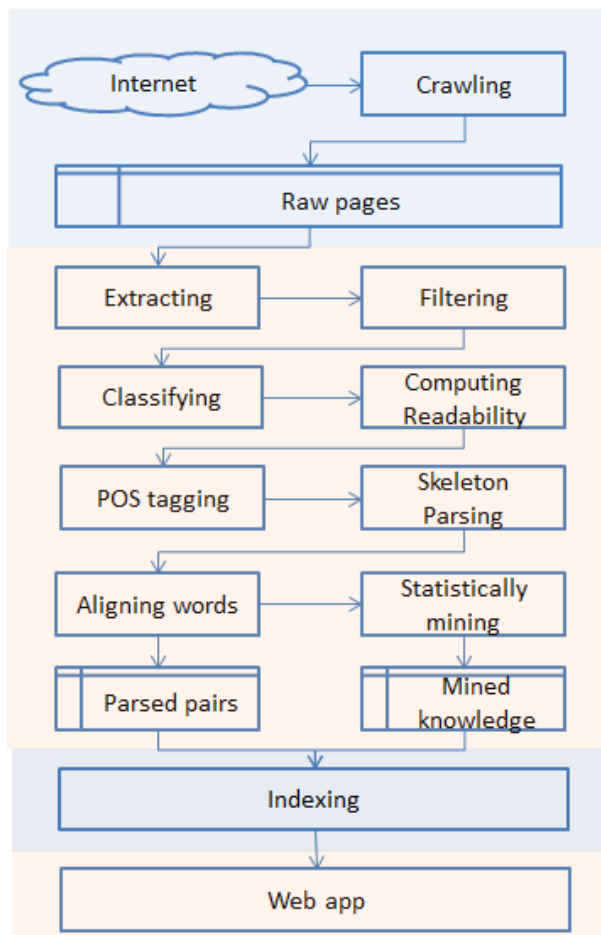 Internet
Crawling
Raw pages
Extracting
Filtering
Classifying
Computing
Readability
POS tagging
Skeleton
Parsing
Aligning words
Statistically
mining
Parsed pairs
Mined
knowledge
Indexing
Web app